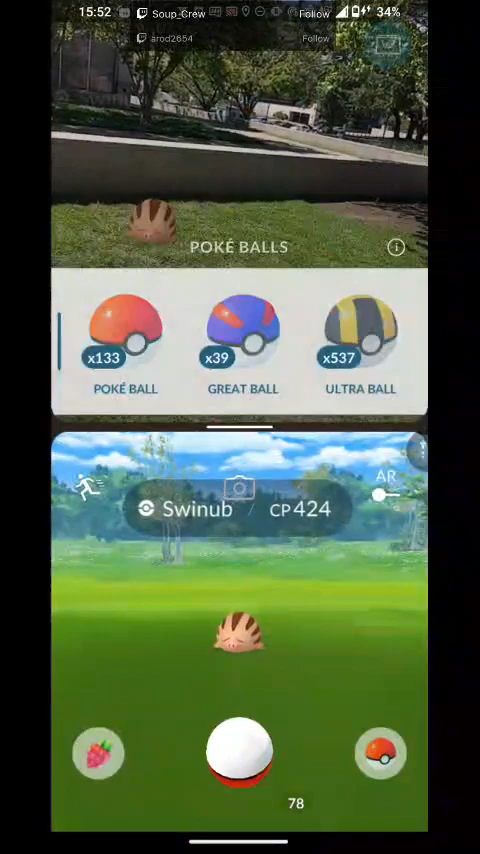 15:52
Soup_Crew
Follow
34%
arod2654
Follow
POKÉ BALLS
x133
x39
x537
POKÉ BALL
GREAT BALL
ULTRA BALL
AR
Swinub / CP424
78